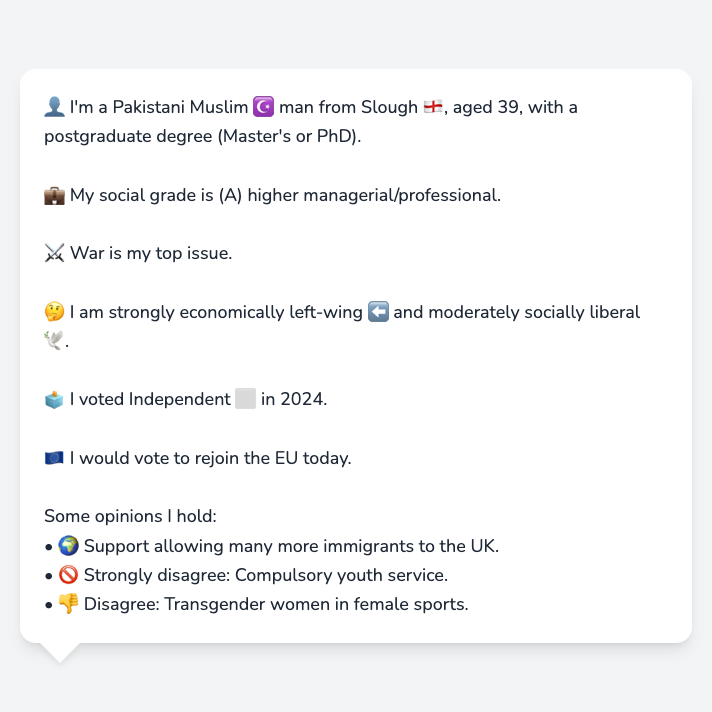 👤 I'm a Pakistani Muslim ☪️ man from Slough 🏴󠁧󠁢󠁥󠁮󠁧󠁿, aged 39, with a
postgraduate degree (Master's or PhD).
💼 My social grade is (A) higher managerial/professional.
⚔️ War is my top issue.
🤔 I am strongly economically left-wing ⬅️ and moderately socially liberal
🕊️.
🗳️ I voted Independent ⬜ in 2024.
🇪🇺 I would vote to rejoin the EU today.
Some opinions I hold:
• 🌍 Support allowing many more immigrants to the UK.
• 🚫 Strongly disagree: Compulsory youth service.
• 👎 Disagree: Transgender women in female sports.